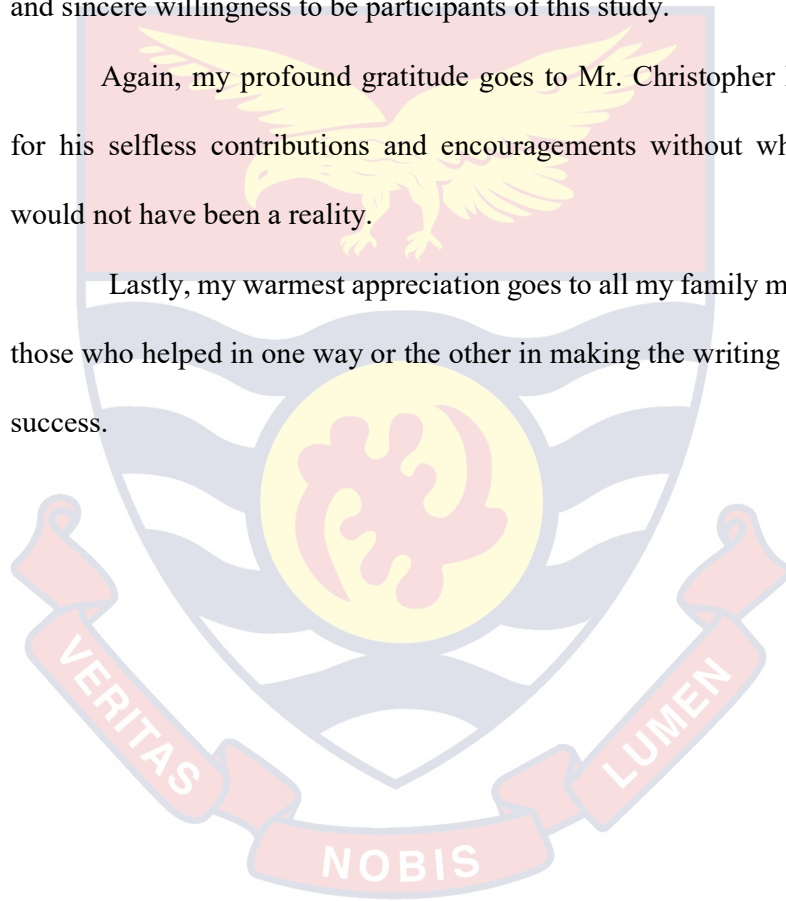 and sincere willingness to be participants of this study.
Again, my profound gratitude goes to Mr. Christopher
for his selfless contributions and encouragements without
would not have been a reality.
Lastly, my warmest appreciation goes to all my family
those who helped in one way or the other in making the writing
success.
VERITAS
NOBIS
LUMEN